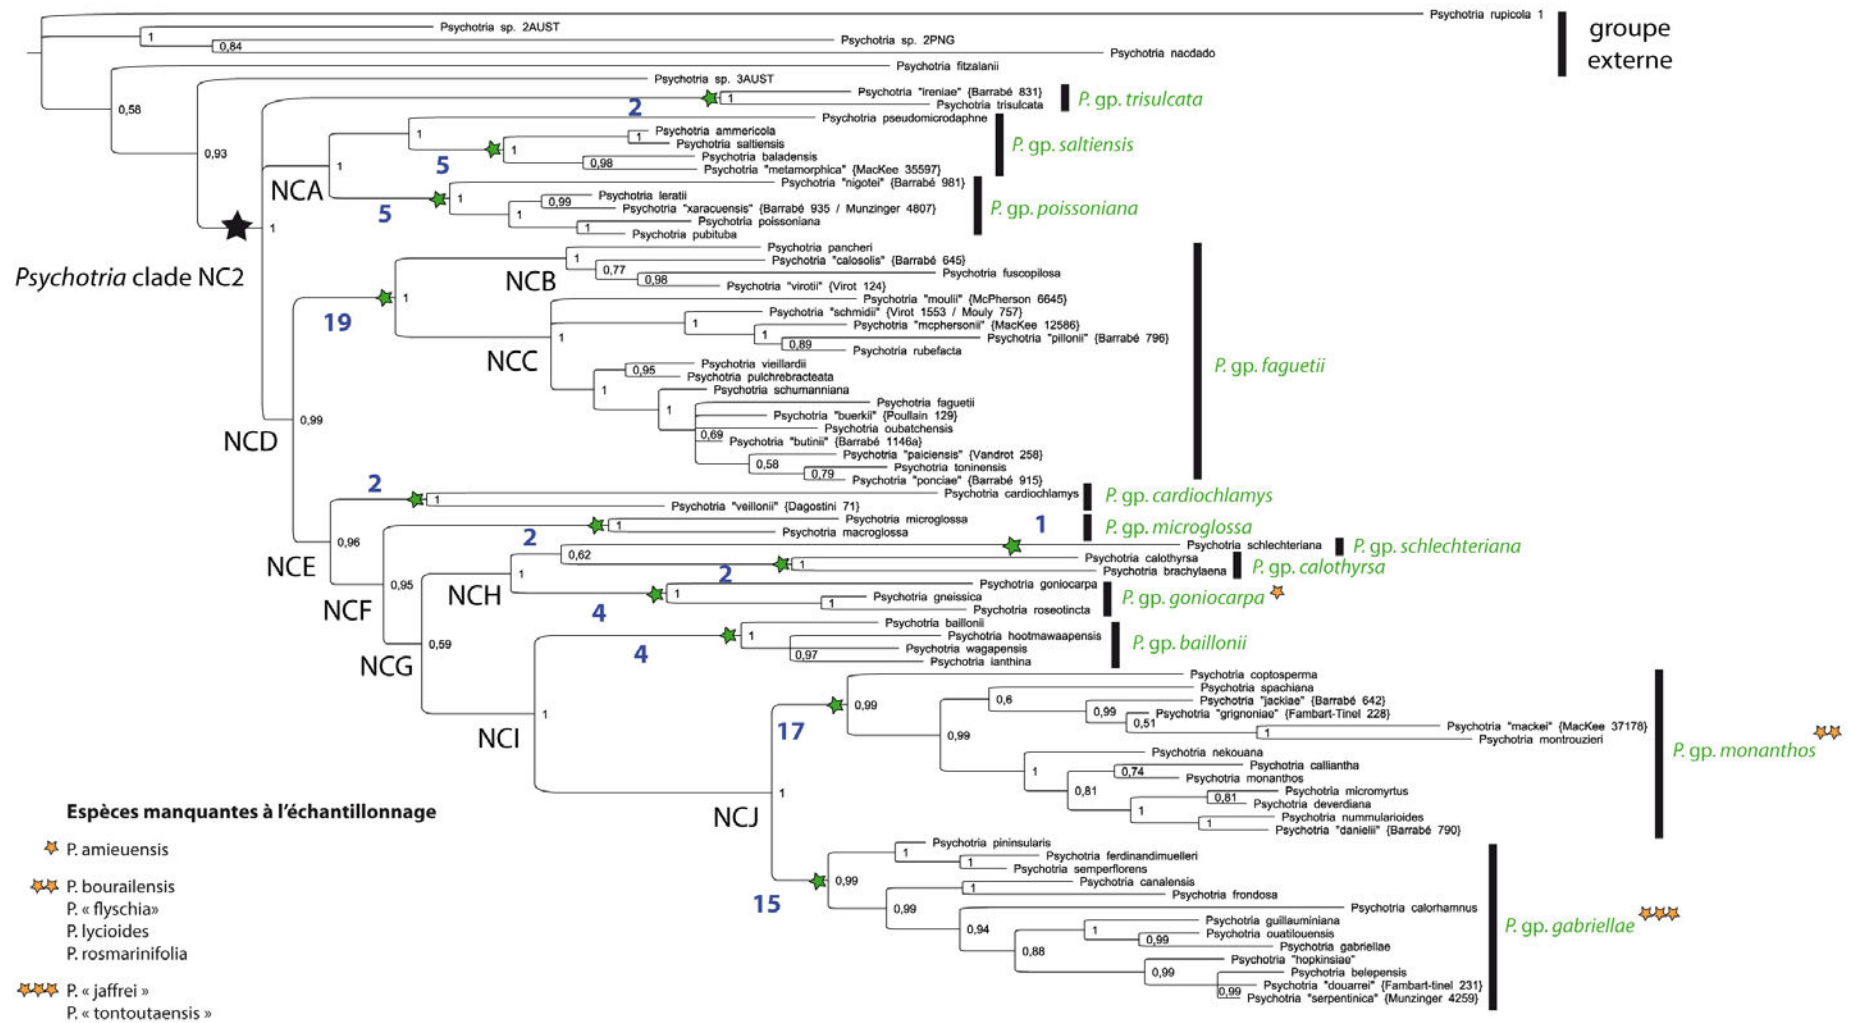 Psychotria rupicola 1
Psychotria sp. 2AUST
1
groupe
externe
0,84
Psychotria sp. 2PNG
Psychotria nacdado
Psychotria fitzalanii
0,58
Psychotria sp. 3AUST
0,93
2
1
Psychotria "ireniae" {Barrabé 831}
Psychotria trisulcata
P. gp. trisulcata
Psychotria pseudomicrodaphne
1
1
Psychotria ammericola
Psychotria saltiensis
P. gp. saltiensis
5
1
0,98
Psychotria baladensis
Psychotria "metamorphica" {MacKee 35597}
NCA
1
Psychotria "nigotei" {Barrabé 981}
5
1
0,99
Psychotria leratii
Psychotria "xaracuensis" {Barrabé 935 / Munzinger 4807}
P. gp. poissoniana
1
1
Psychotria poissoniana
Psychotria pubituba
1
Psychotria clade NC2
Psychotria pancheri
NCB
1
Psychotria "calosolis" {Barrabé 645}
0,77
Psychotria fuscopilosa
0,98
Psychotria "virotii" {Virot 124}
19
1
Psychotria "moulii" {McPherson 6645}
Psychotria "schmidii" {Virot 1553 / Mouly 757}
1
Psychotria "mcphersonii" {MacKee 12586}
1
Psychotria "pillonii" {Barrabé 796}
0,89
Psychotria rubefacta
NCC
1
Psychotria vieillardii
0,95
Psychotria pulchrebracteata
P. gp. faguetii
1
Psychotria schumanniana
1
Psychotria faguetii
Psychotria "buerkii" {Poullain 129}
Psychotria oubatchensis
0,69
Psychotria "butinii" {Barrabé 1146a}
Psychotria "paiciensis" {Vandrot 258}
0,58
Psychotria toninensis
0,79
Psychotria "ponciae" {Barrabé 915}
NCD
0,99
2
1
Psychotria cardiochlamys
P. gp. cardiochlamys
Psychotria "veillonii" {Dagostini 71}
2
1
Psychotria microglossa
Psychotria macroglossa
P. gp. microglossa
NCE
0,96
1
Psychotria schlechteriana
P. gp. schlechteriana
0,62
Psychotria calothyrsa
2
1
Psychotria brachylaena
P. gp. calothyrsa
NCF
0,95
NCH
1
Psychotria goniocarpa
4
1
Psychotria gneissica
1
Psychotria roseotincta
P. gp. goniocarpa
NCG
0,59
Psychotria baillonii
4
1
Psychotria hootmawaapensis
Psychotria wagapensis
0,97
Psychotria ianthina
P. gp. baillonii
NCI
1
Psychotria coptosperma
17
0,99
Psychotria spachiana
0,6
Psychotria "jackiae" {Barrabé 642}
0,99
Psychotria "grignoniae" {Fambart-Tinel 228}
0,51
Psychotria "mackei" {MacKee 37178}
1
Psychotria montrouzieri
0,99
P. gp. monanthos
Psychotria nekouana
1
Psychotria calliantha
0,74
Psychotria monanthos
0,81
Psychotria micromyrtus
0,81
Psychotria deverdiana
1
Psychotria nummularioides
1
Psychotria "danielii" {Barrabé 790}
NCJ
1
Psychotria pininsularis
1
Psychotria ferdinandimuelleri
1
Psychotria semperflorens
15
0,99
Psychotria canalensis
1
Psychotria frondosa
0,99
Psychotria calorhamnus
0,94
Psychotria guillauminiana
1
Psychotria ouatilouensis
0,99
Psychotria gabriellae
P. gp. gabriellae
0,88
Psychotria "hopkinsiae"
0,99
Psychotria belepensis
Psychotria "douarrei" {Fambart-tinel 231}
0,99
Psychotria "serpentinica" {Munzinger 4259}
Espèces manquantes à l'échantillonnage
P. amieuensis
P. bourailensis
P. « flyschia»
P. lycioides
P. rosmarinifolia
P. « jaffrei »
P. « tontoutaensis »